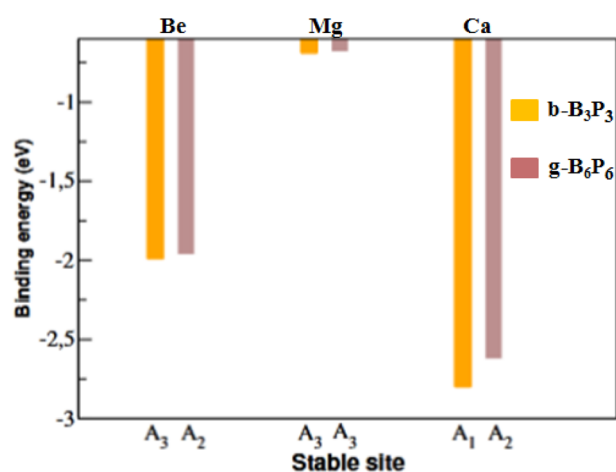 Be Mg Ca
Binding energy (eV)
-1
-1,5
-2
-2,5
-3
b-B₃P₃
g-B₆P₆
A₃ A₂ A₃ A₃ A₁ A₂
Stable site